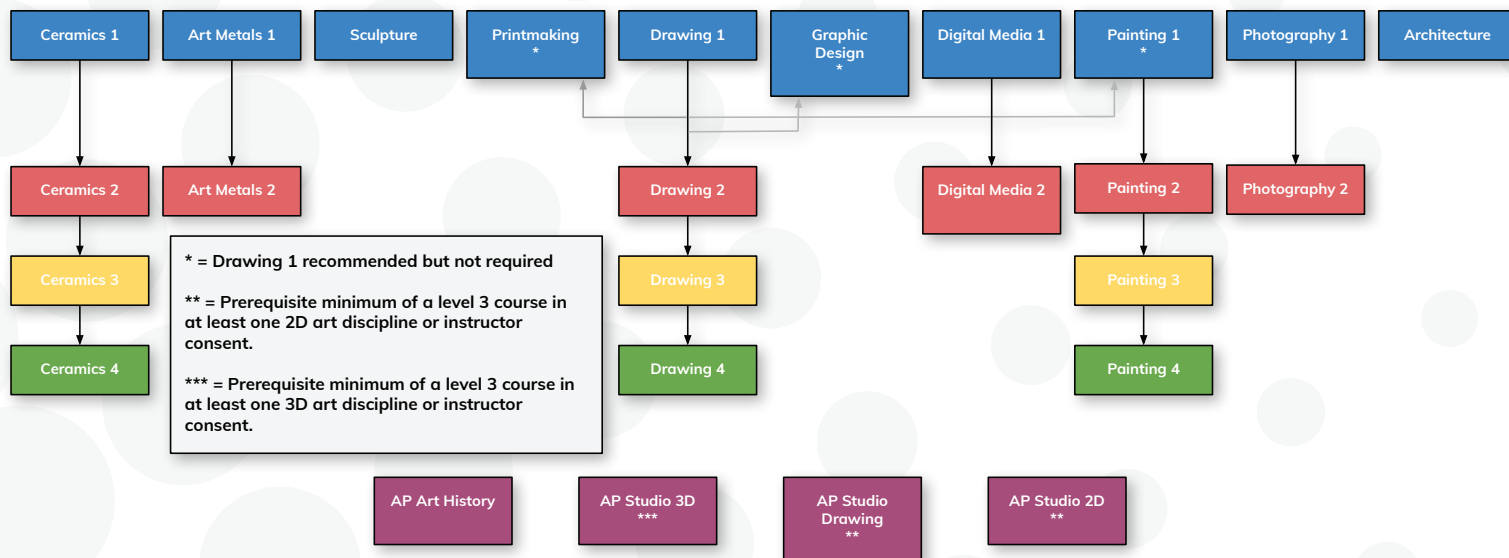 Ceramics 1
Art Metals 1
Sculpture
Printmaking
*
Drawing 1
Graphic
Design
*
Digital Media 1
Painting 1
*
Photography 1
Architecture
Ceramics 2
Art Metals 2
Drawing 2
Digital Media 2
Painting 2
Photography 2
* = Drawing 1 recommended but not required
** = Prerequisite minimum of a level 3 course in
at least one 2D art discipline or instructor
consent.
*** = Prerequisite minimum of a level 3 course in
at least one 3D art discipline or instructor
consent.
Ceramics 3
Drawing 3
Painting 3
Ceramics 4
Drawing 4
Painting 4
AP Art History
AP Studio 3D
***
AP Studio
Drawing
**
AP Studio 2D
**